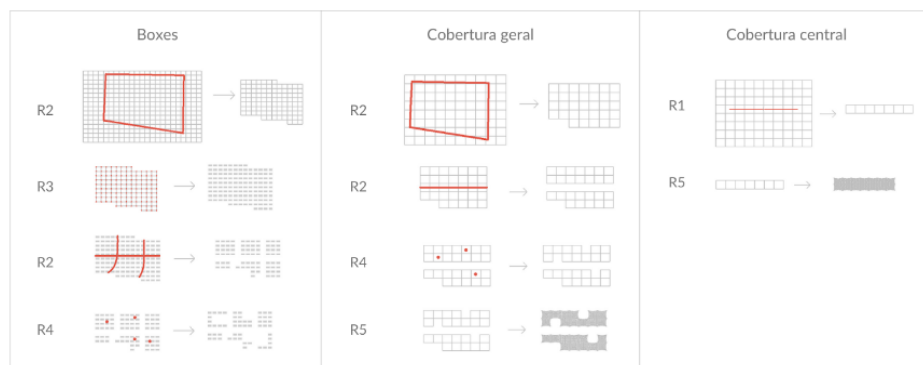 Boxes
R2
R3
R2
R4
Cobertura geral
R2
R2
R4
R5
Cobertura central
R1
R5